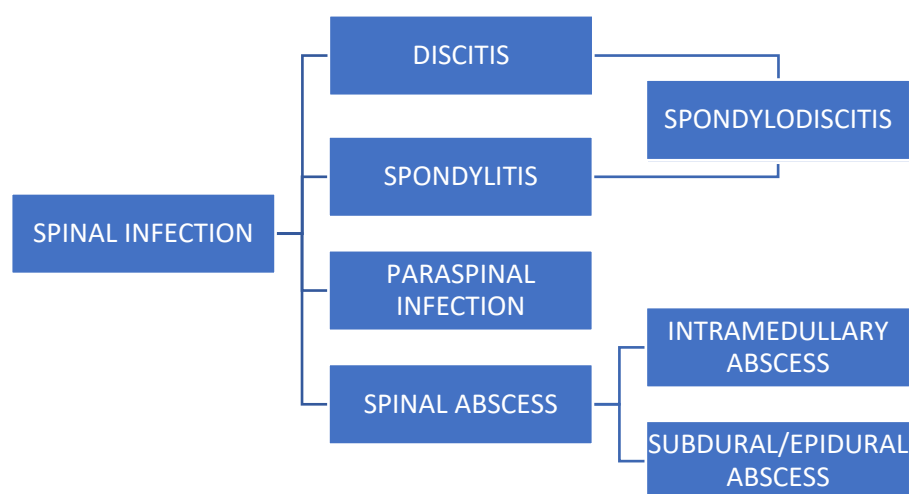 DISCITIS
SPONDYLODISCITIS
SPONDYLITIS
SPINAL INFECTION
PARASPINAL
INFECTION
INTRAMEDULLARY
ABSCESS
SPINAL ABSCESS
SUBDURAL/EPIDURAL
ABSCESS